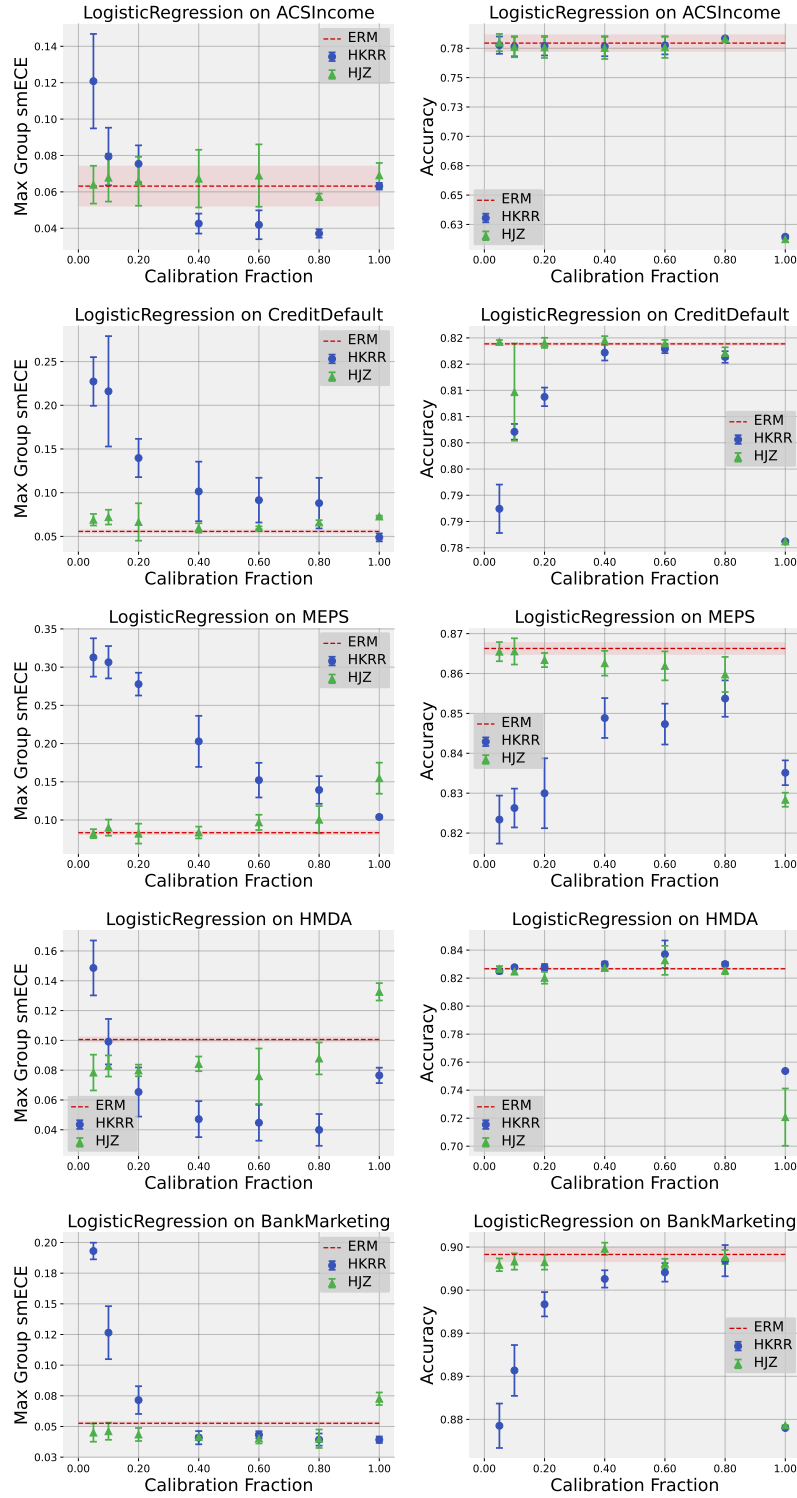 LogisticRegression on ACSIncome
Max Group smECE
0.14
0.12
0.10
0.08
0.06
0.04
ERM
HKRR
HJZ
0.00 0.20 0.40 0.60 0.80 1.00
Calibration Fraction
LogisticRegression on ACSIncome
Accuracy
0.78
0.75
0.73
0.70
0.68
0.65
0.63
ERM
HKRR
HJZ
0.00 0.20 0.40 0.60 0.80 1.00
Calibration Fraction
LogisticRegression on CreditDefault
Max Group smECE
0.25
0.20
0.15
0.10
0.05
ERM
HKRR
HJZ
0.00 0.20 0.40 0.60 0.80 1.00
Calibration Fraction
LogisticRegression on CreditDefault
Accuracy
0.82
0.82
0.81
0.81
0.80
0.80
0.79
0.79
0.78
ERM
HKRR
HJZ
0.00 0.20 0.40 0.60 0.80 1.00
Calibration Fraction
LogisticRegression on MEPS
Max Group smECE
0.35
0.30
0.25
0.20
0.15
0.10
ERM
HKRR
HJZ
0.00 0.20 0.40 0.60 0.80 1.00
Calibration Fraction
LogisticRegression on MEPS
Accuracy
0.87
0.86
0.85
0.84
0.83
0.82
ERM
HKRR
HJZ
0.00 0.20 0.40 0.60 0.80 1.00
Calibration Fraction
LogisticRegression on HMDA
Max Group smECE
0.16
0.14
0.12
0.10
0.08
0.06
0.04
ERM
HKRR
HJZ
0.00 0.20 0.40 0.60 0.80 1.00
Calibration Fraction
LogisticRegression on HMDA
Accuracy
0.84
0.82
0.80
0.78
0.76
0.74
0.72
0.70
ERM
HKRR
HJZ
0.00 0.20 0.40 0.60 0.80 1.00
Calibration Fraction
LogisticRegression on BankMarketing
Max Group smECE
0.20
0.18
0.15
0.12
0.10
0.08
0.05
0.03
ERM
HKRR
HJZ
0.00 0.20 0.40 0.60 0.80 1.00
Calibration Fraction
LogisticRegression on BankMarketing
Accuracy
0.90
0.90
0.89
0.89
0.88
ERM
HKRR
HJZ
0.00 0.20 0.40 0.60 0.80 1.00
Calibration Fraction